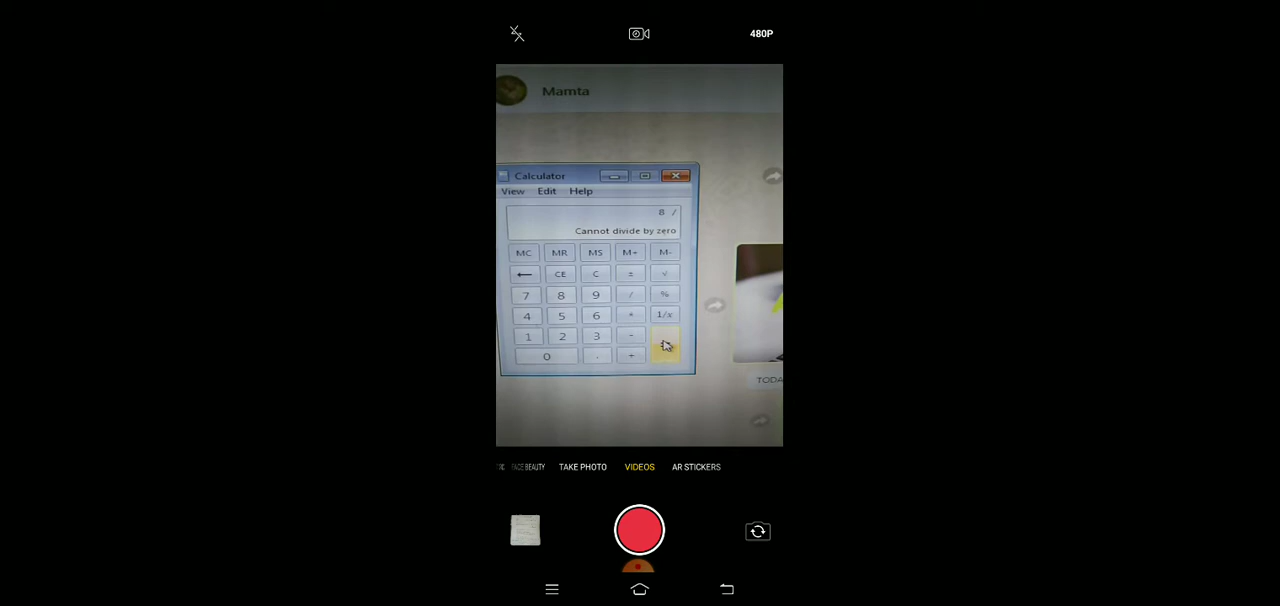 480P
Mamta
Calculator
View Edit Help
8 /
Cannot divide by zero
MC MR MS M+ M-
← CE C ± √
7 8 9 / %
4 5 6 * 1/x
1 2 3 -
0 . +
TODA
FACE BEAUTY TAKE PHOTO VIDEOS AR STICKERS